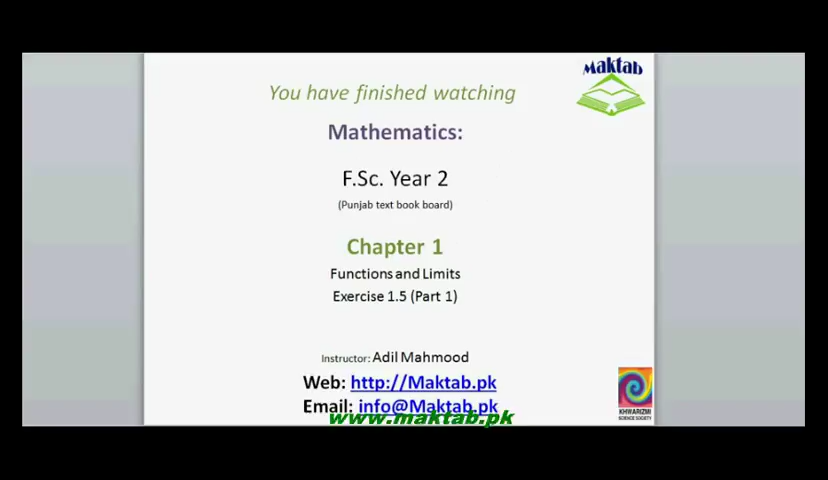 Maktab
You have finished watching
Mathematics:
F.Sc. Year 2
(Punjab text book board)
Chapter 1
Functions and Limits
Exercise 1.5 (Part 1)
Instructor: Adil Mahmood
Web: http://Maktab.pk
Email: info@Maktab.pk
www.maktab.pk
KHWARIZMI
SCIENCE SOCIETY